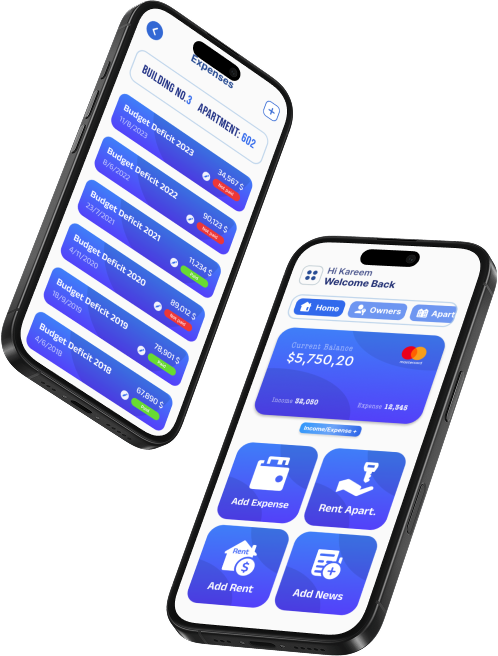 Expenses
BUILDING NO.3 APARTMENT: 602
Budget Deficit 2023
11/8/2023
34,567 $
Not paid
Budget Deficit 2022
8/6/2022
90,123 $
Not paid
Budget Deficit 2021
23/7/2021
11,234 $
Paid
Budget Deficit 2020
4/11/2020
89,012 $
Not paid
Budget Deficit 2019
18/9/2019
78,901 $
Paid
Budget Deficit 2018
4/6/2018
67,890 $
Paid
Hi Kareem
Welcome Back
Home
Owners
Apart
Current Balance
$5,750,20
mastercard
Income 32,050
Expense 12,345
Income/Expense +
Add Expense
Rent Apart.
Rent
Add Rent
Add News